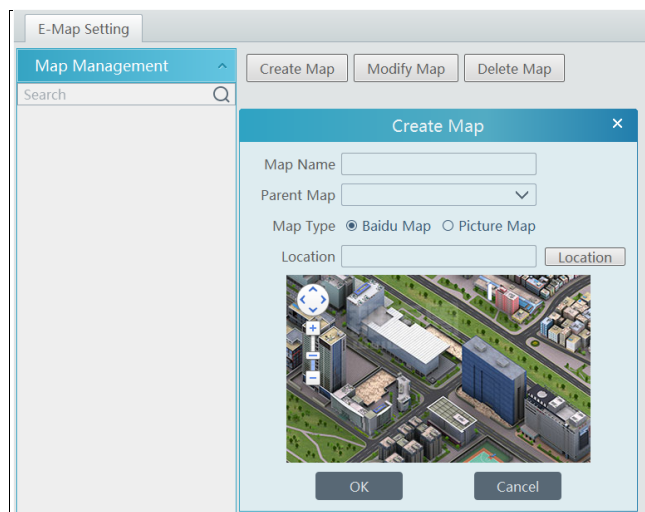 E-Map Setting
Map Management
Search
Create Map Modify Map Delete Map
Create Map ×
Map Name
Parent Map
Map Type Baidu Map Picture Map
Location Location
OK Cancel